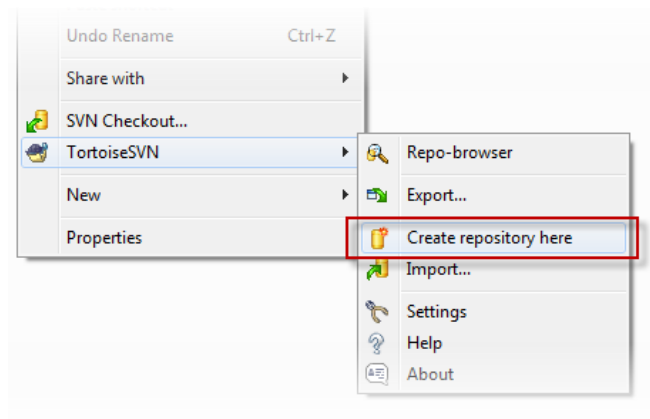 Undo Rename Ctrl+Z
Share with
SVN Checkout...
TortoiseSVN
New
Properties
Repo-browser
Export...
Create repository here
Import...
Settings
Help
About